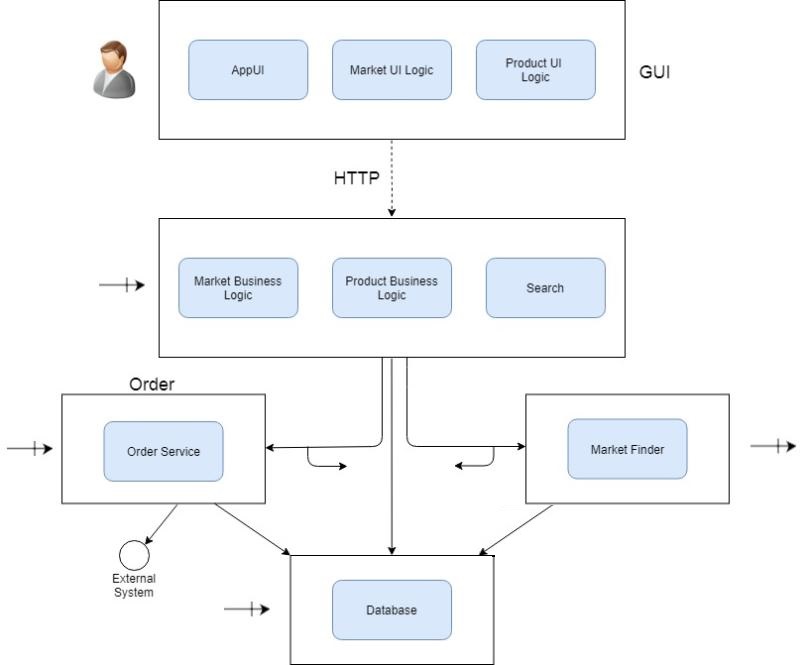 AppUI
Market UI Logic
Product UI
Logic
GUI
HTTP
Market Business
Logic
Product Business
Logic
Search
Order
Order Service
Market Finder
External
System
Database